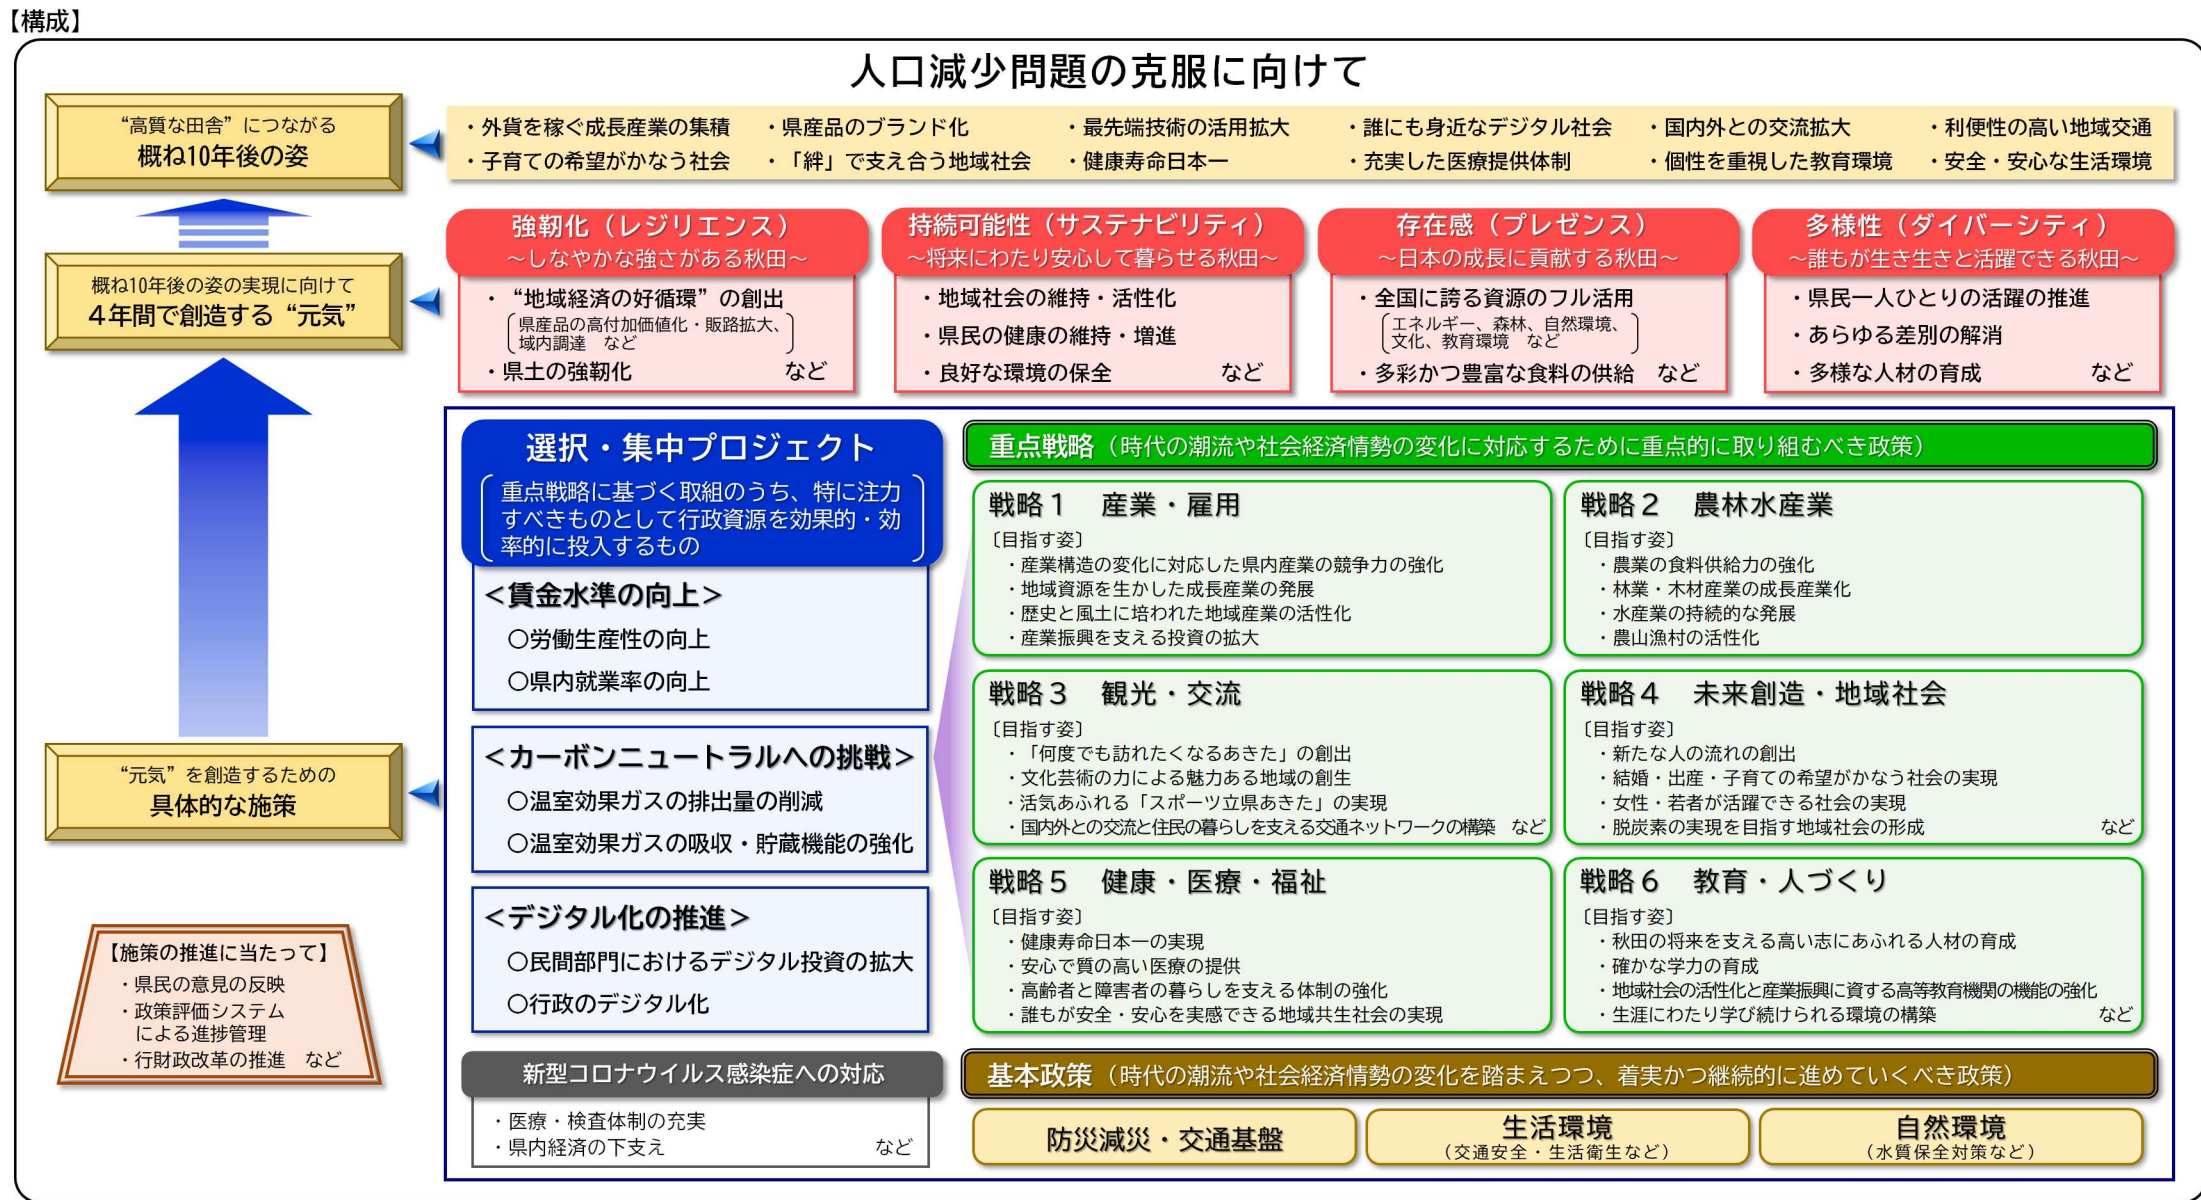 【構成】
人口減少問題の克服に向けて
“高質な田舎”につながる
概ね10年後の姿
・外貨を稼ぐ成長産業の集積
・県産品のブランド化
・最先端技術の活用拡大
・誰にも身近なデジタル社会
・国内外との交流拡大
・利便性の高い地域交通
・子育ての希望がかなう社会
・「絆」で支え合う地域社会
・健康寿命日本一
・充実した医療提供体制
・個性を重視した教育環境
・安全・安心な生活環境
概ね10年後の姿の実現に向けて
4年間で創造する“元気”
強靭化（レジリエンス）
～しなやかな強さがある秋田～
・“地域経済の好循環”の創出
県産品の高付加価値化・販路拡大、
域内調達　など
・県土の強靭化　など
持続可能性（サステナビリティ）
～将来にわたり安心して暮らせる秋田～
・地域社会の維持・活性化
・県民の健康の維持・増進
・良好な環境の保全　など
存在感（プレゼンス）
～日本の成長に貢献する秋田～
・全国に誇る資源のフル活用
エネルギー、森林、自然環境、
文化、教育環境　など
・多彩かつ豊富な食料の供給　など
多様性（ダイバーシティ）
～誰もが生き生きと活躍できる秋田～
・県民一人ひとりの活躍の推進
・あらゆる差別の解消
・多様な人材の育成　など
“元気”を創造するための
具体的な施策
【施策の推進に当たって】
・県民の意見の反映
・政策評価システム
による進捗管理
・行財政改革の推進　など
選択・集中プロジェクト
重点戦略に基づく取組のうち、特に注力
すべきものとして行政資源を効果的・効
率的に投入するもの
＜賃金水準の向上＞
○労働生産性の向上
○県内就業率の向上
＜カーボンニュートラルへの挑戦＞
○温室効果ガスの排出量の削減
○温室効果ガスの吸収・貯蔵機能の強化
＜デジタル化の推進＞
○民間部門におけるデジタル投資の拡大
○行政のデジタル化
新型コロナウイルス感染症への対応
・医療・検査体制の充実
・県内経済の下支え　など
重点戦略（時代の潮流や社会経済情勢の変化に対応するために重点的に取り組むべき政策）
戦略１　産業・雇用
〔目指す姿〕
・産業構造の変化に対応した県内産業の競争力の強化
・地域資源を生かした成長産業の発展
・歴史と風土に培われた地域産業の活性化
・産業振興を支える投資の拡大
戦略２　農林水産業
〔目指す姿〕
・農業の食料供給力の強化
・林業・木材産業の成長産業化
・水産業の持続的な発展
・農山漁村の活性化
戦略３　観光・交流
〔目指す姿〕
・「何度でも訪れたくなるあきた」の創出
・文化芸術の力による魅力ある地域の創生
・活気あふれる「スポーツ立県あきた」の実現
・国内外との交流と住民の暮らしを支える交通ネットワークの構築　など
戦略４　未来創造・地域社会
〔目指す姿〕
・新たな人の流れの創出
・結婚・出産・子育ての希望がかなう社会の実現
・女性・若者が活躍できる社会の実現
・脱炭素の実現を目指す地域社会の形成　など
戦略５　健康・医療・福祉
〔目指す姿〕
・健康寿命日本一の実現
・安心で質の高い医療の提供
・高齢者と障害者の暮らしを支える体制の強化
・誰もが安全・安心を実感できる地域共生社会の実現
戦略６　教育・人づくり
〔目指す姿〕
・秋田の将来を支える高い志にあふれる人材の育成
・確かな学力の育成
・地域社会の活性化と産業振興に資する高等教育機関の機能の強化
・生涯にわたり学び続けられる環境の構築　など
基本政策（時代の潮流や社会経済情勢の変化を踏まえつつ、着実かつ継続的に進めていくべき政策）
防災減災・交通基盤
生活環境
（交通安全・生活衛生など）
自然環境
（水質保全対策など）